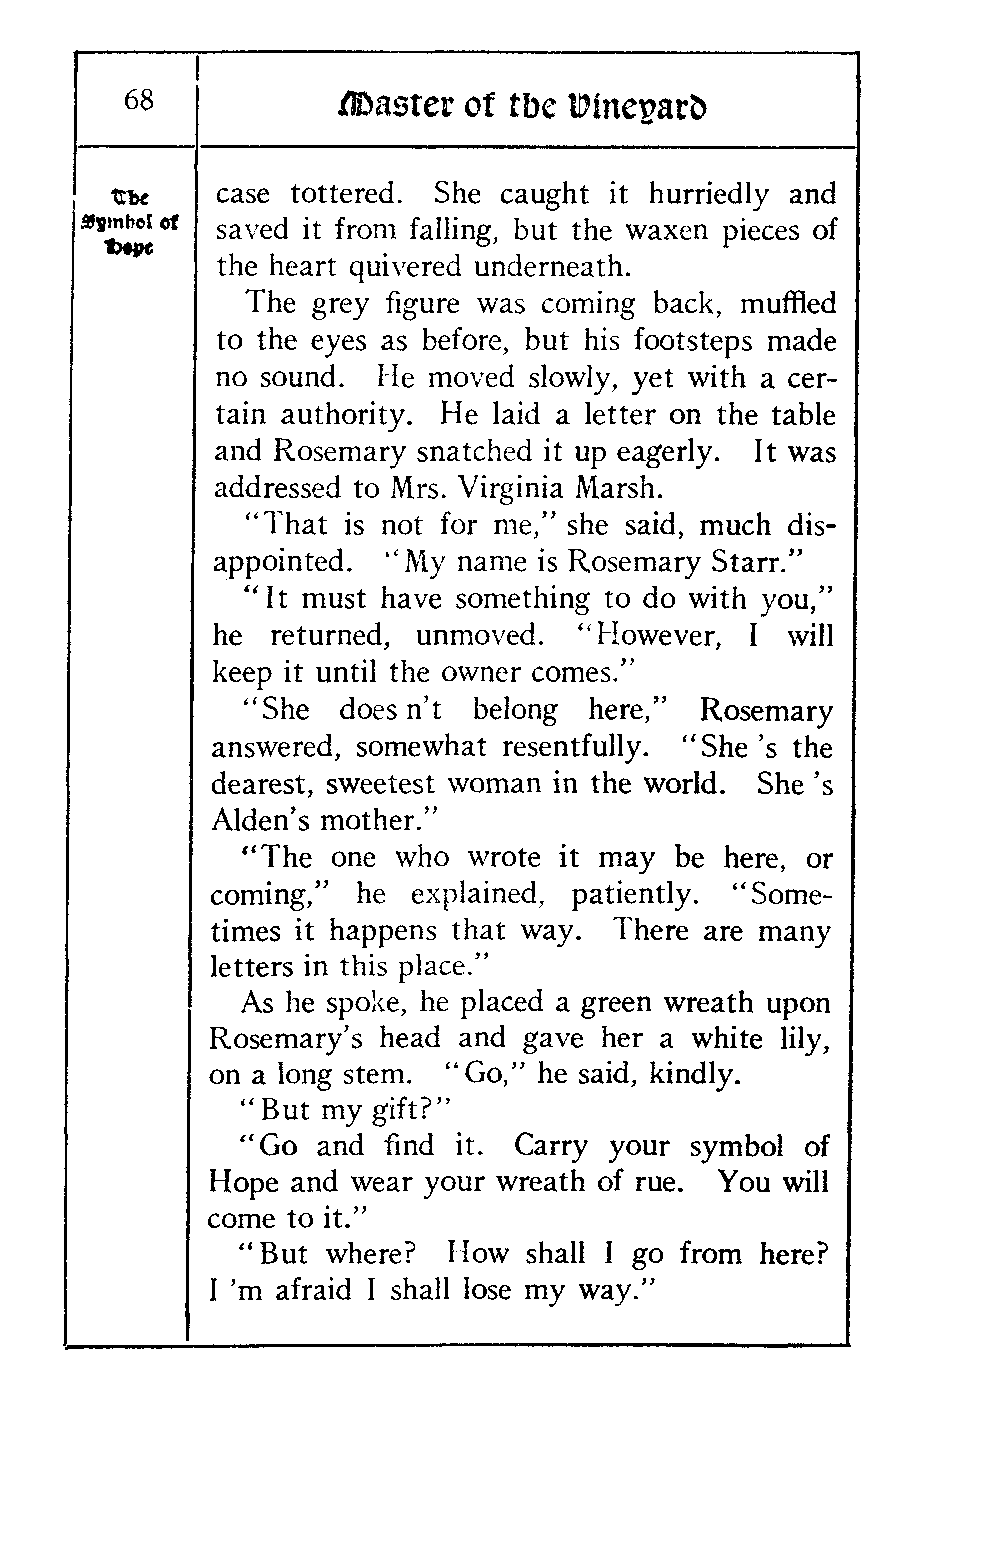 68
Master of the Vineyard
The
Symbol of
Hope
case tottered. She caught it hurriedly and
saved it from falling, but the waxen pieces of
the heart quivered underneath.
The grey figure was coming back, muffled
to the eyes as before, but his footsteps made
no sound. He moved slowly, yet with a cer-
tain authority. He laid a letter on the table
and Rosemary snatched it up eagerly. It was
addressed to Mrs. Virginia Marsh.
"That is not for me," she said, much dis-
appointed. "My name is Rosemary Starr."
"It must have something to do with you,"
he returned, unmoved. "However, I will
keep it until the owner comes."
"She does n't belong here," Rosemary
answered, somewhat resentfully. "She 's the
dearest, sweetest woman in the world. She 's
Alden's mother."
"The one who wrote it may be here, or
coming," he explained, patiently. "Some-
times it happens that way. There are many
letters in this place."
As he spoke, he placed a green wreath upon
Rosemary's head and gave her a white lily,
on a long stem. "Go," he said, kindly.
"But my gift?"
"Go and find it. Carry your symbol of
Hope and wear your wreath of rue. You will
come to it."
"But where? How shall I go from here?
I 'm afraid I shall lose my way."